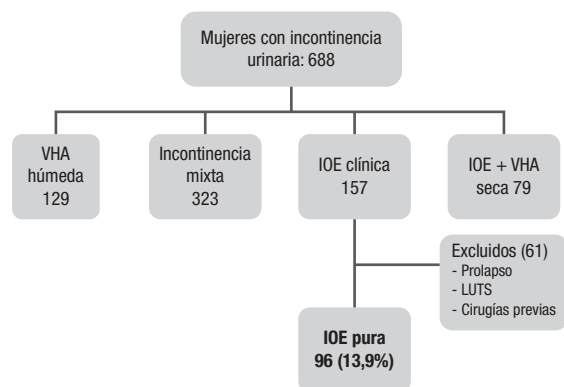 Mujeres con incontinencia
urinaria: 688
VHA
húmeda
129
Incontinencia
mixta
323
IOE clínica
157
IOE + VHA
seca 79
Excluidos (61)
- Prolapso
- LUTS
- Cirugías previas
IOE pura
96 (13,9%)